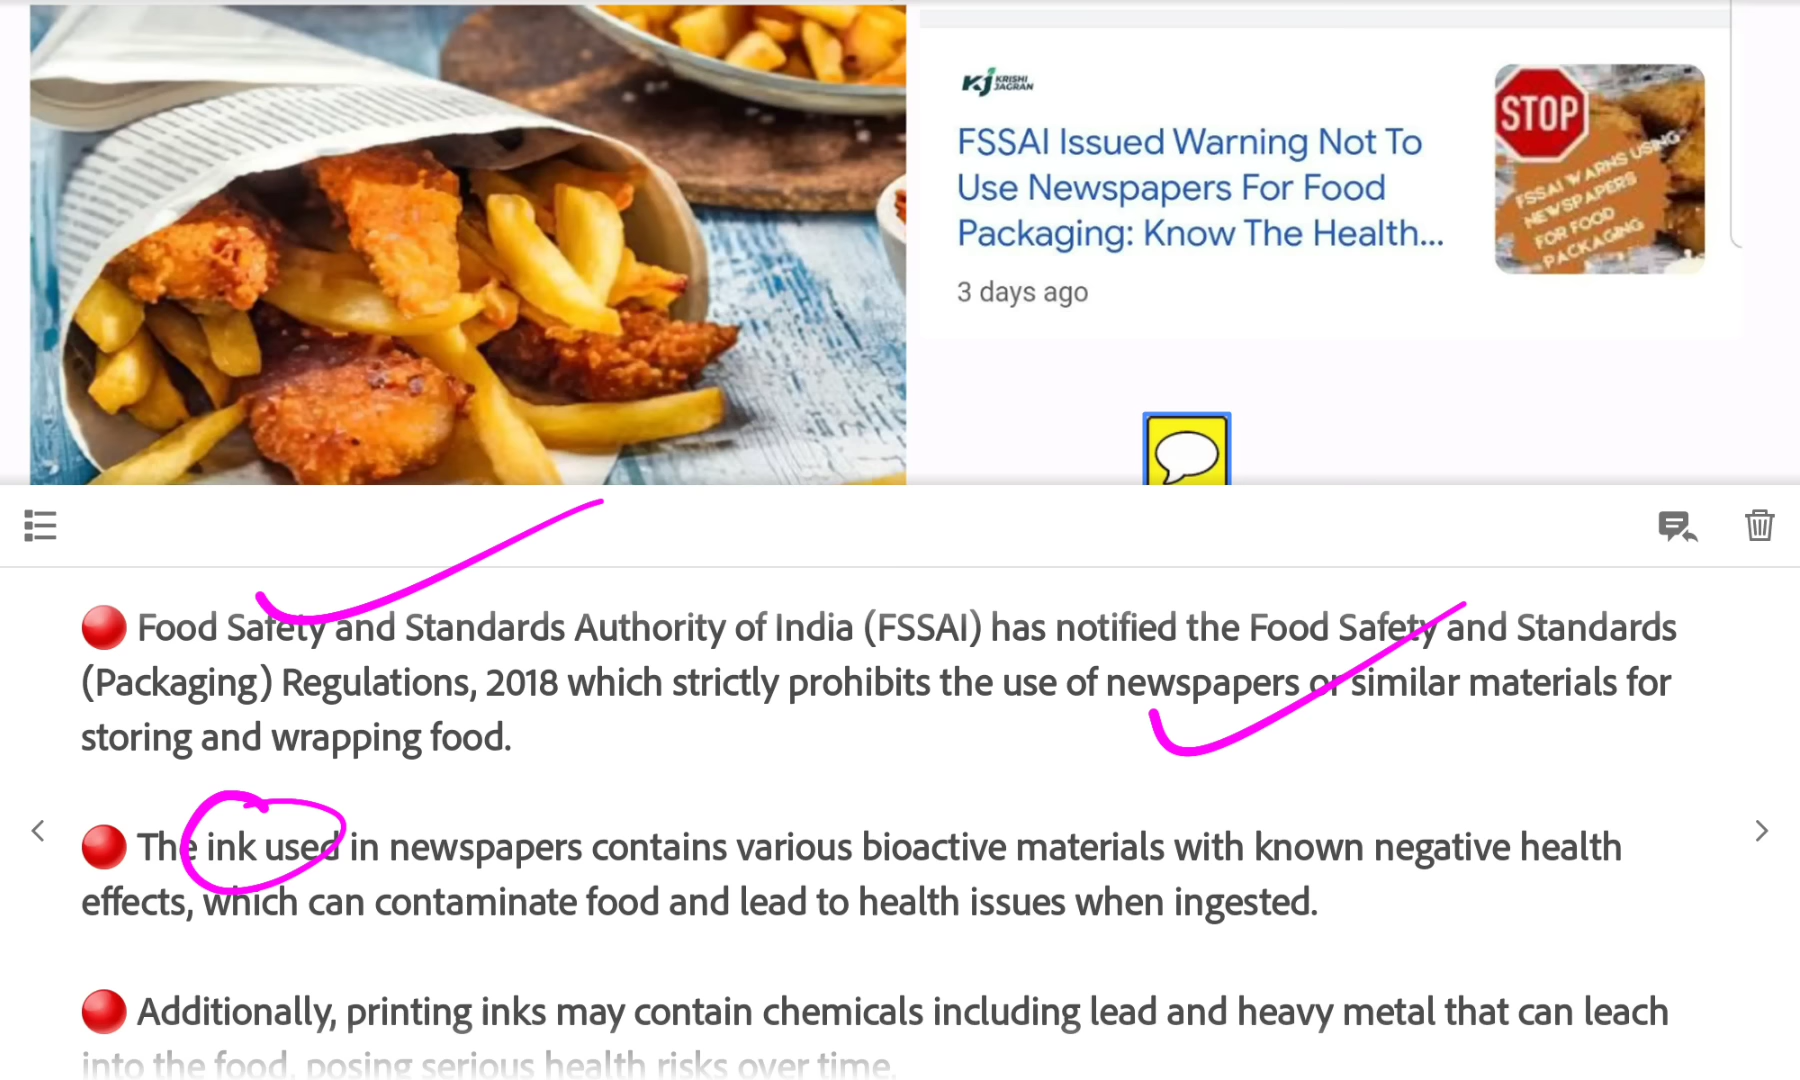 KJ KRISHI
JAGRAN
FSSAI Issued Warning Not To
Use Newspapers For Food
Packaging: Know The Health...
3 days ago
STOP
FSSAI WARNS USING
NEWSPAPERS
FOR FOOD
PACKAGING
🔴 Food Safety and Standards Authority of India (FSSAI) has notified the Food Safety and Standards
(Packaging) Regulations, 2018 which strictly prohibits the use of newspapers or similar materials for
storing and wrapping food.
🔴 The ink used in newspapers contains various bioactive materials with known negative health
effects, which can contaminate food and lead to health issues when ingested.
🔴 Additionally, printing inks may contain chemicals including lead and heavy metal that can leach
into the food, posing serious health risks over time.